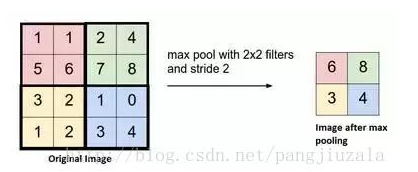 1 1 2 4
5 6 7 8
3 2 1 0
1 2 3 4
Original Image
max pool with 2x2 filters
and stride 2
6 8
3 4
Image after max
pooling
http://blog.csdn.net/pangjiuzala